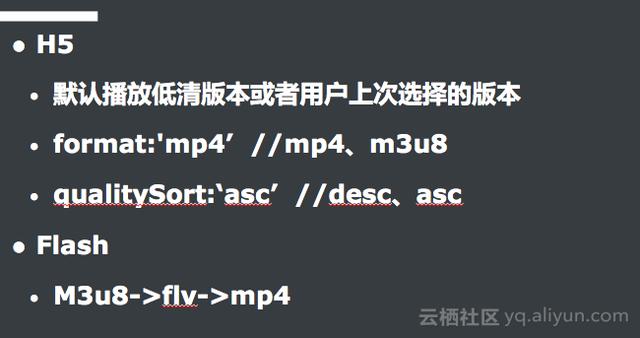 ● H5
• 默认播放低清版本或者用户上次选择的版本
• format:'mp4’ //mp4、m3u8
• qualitySort:‘asc’ //desc、asc
● Flash
• M3u8->flv->mp4
云栖社区 yq.aliyun.com